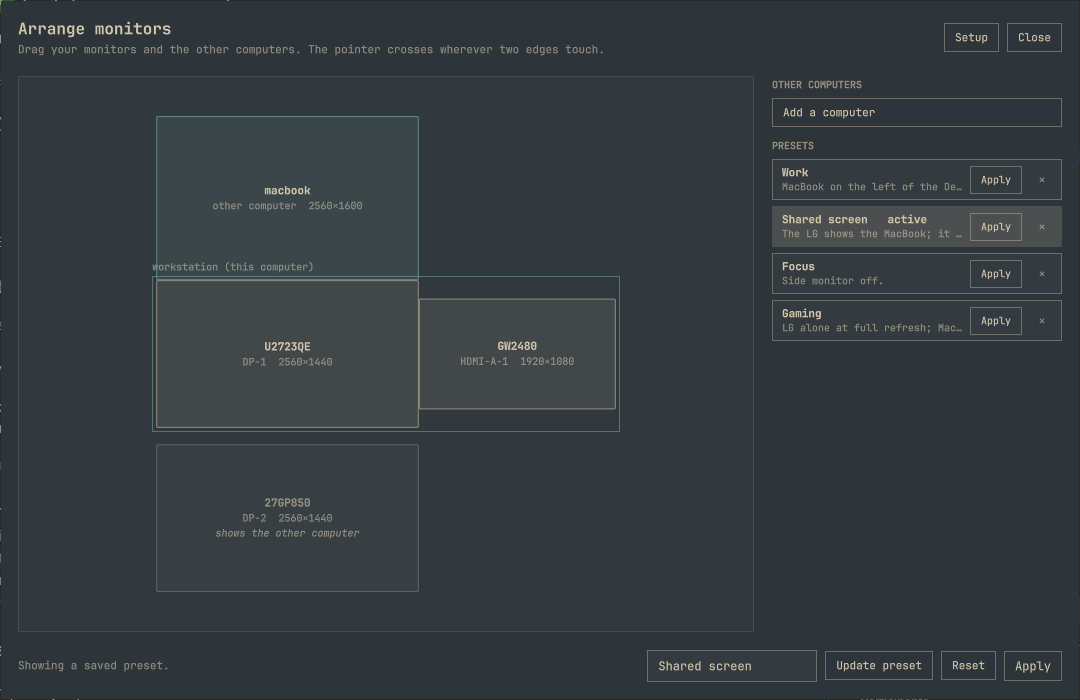 Arrange monitors
Drag your monitors and the other computers. The pointer crosses wherever two edges touch.
Setup
Close
macbook
other computer 2560×1600
workstation (this computer)
U2723QE
DP-1 2560×1440
GW2480
HDMI-A-1 1920×1080
27GP850
DP-2 2560×1440
shows the other computer
OTHER COMPUTERS
Add a computer
PRESETS
Work
MacBook on the left of the De…
Apply ×
Shared screen active
The LG shows the MacBook; it …
Apply ×
Focus
Side monitor off.
Apply ×
Gaming
LG alone at full refresh; Mac…
Apply ×
Showing a saved preset.
Shared screen
Update preset
Reset
Apply